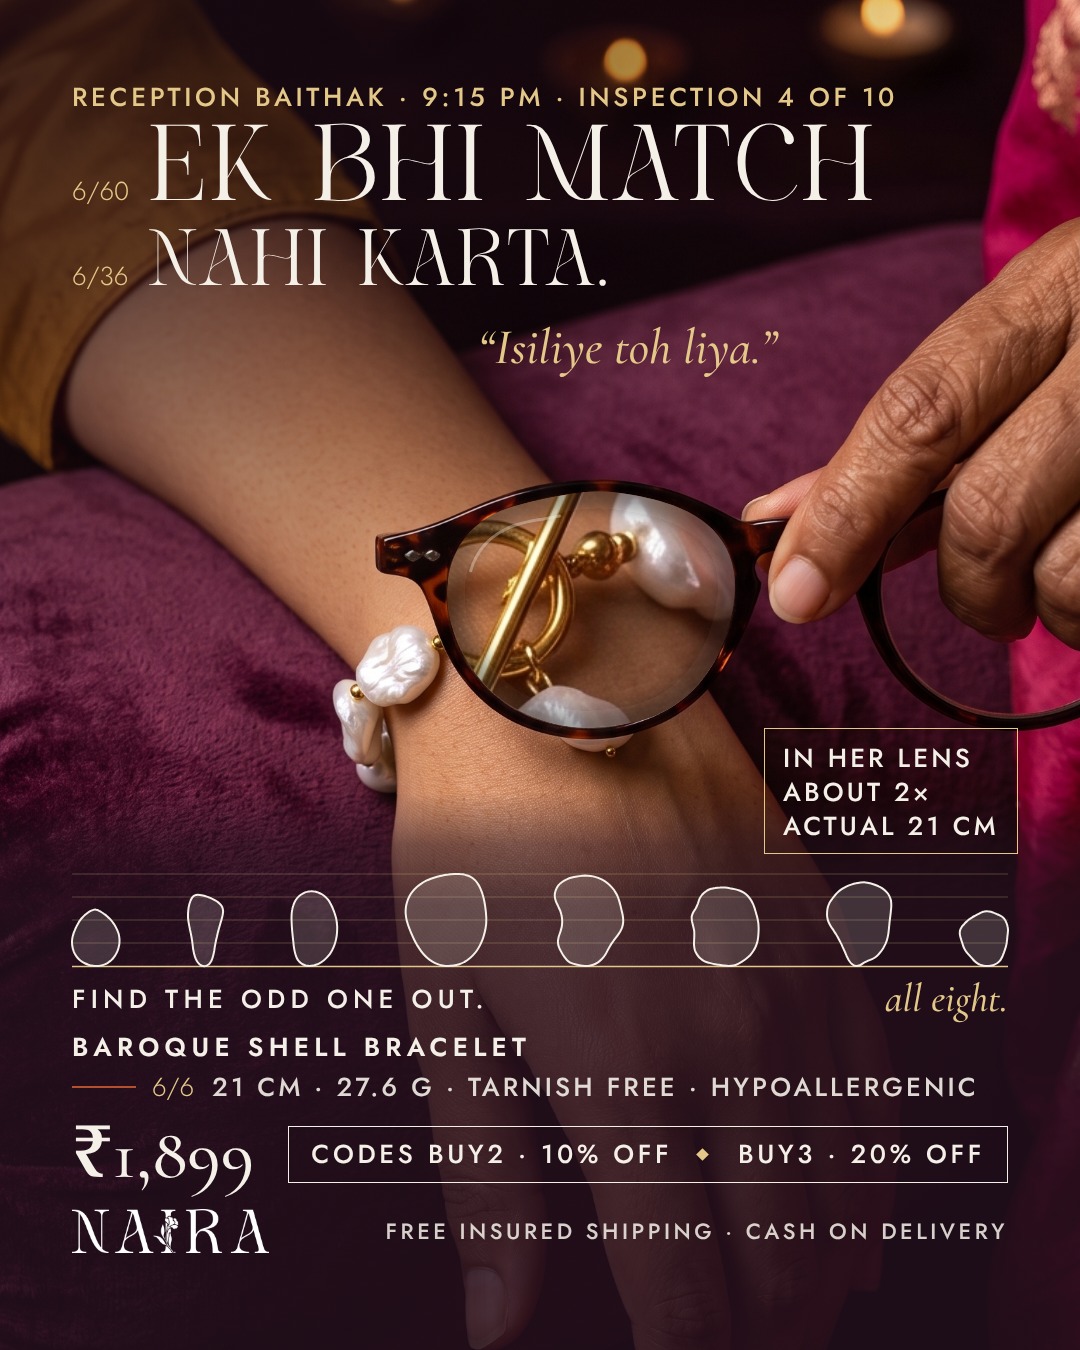 RECEPTION BAITHAK · 9:15 PM · INSPECTION 4 OF 10
6/60 EK BHI MATCH
6/36 NAHI KARTA.
“Isiliye toh liya.”
IN HER LENS
ABOUT 2×
ACTUAL 21 CM
FIND THE ODD ONE OUT.
all eight.
BAROQUE SHELL BRACELET
6/6 21 CM · 27.6 G · TARNISH FREE · HYPOALLERGENIC
₹1,899
CODES BUY2 · 10% OFF ◆ BUY3 · 20% OFF
NAIRA
FREE INSURED SHIPPING · CASH ON DELIVERY